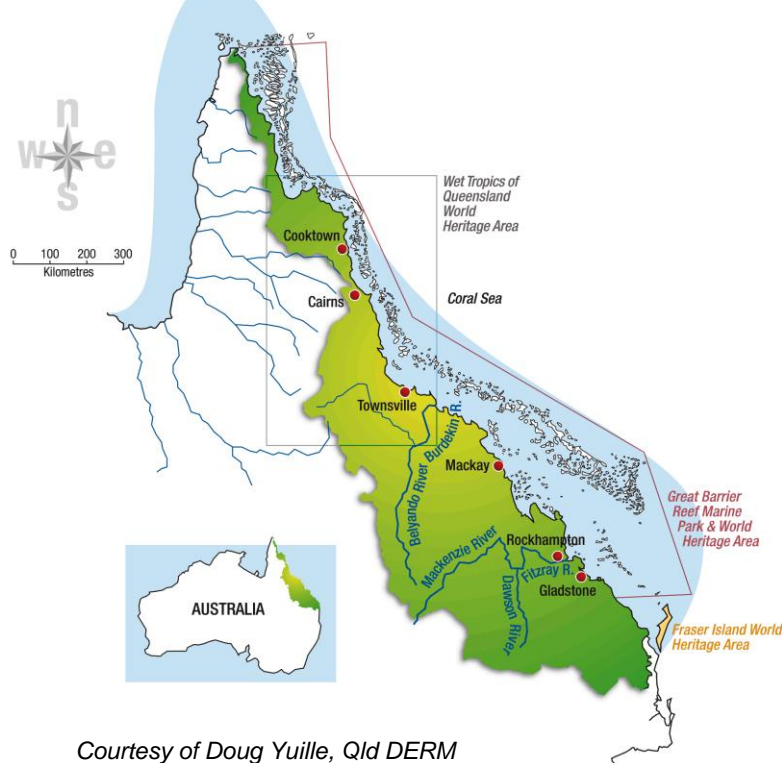 n
w e
s
0 100 200 300
Kilometres
Wet Tropics of
Queensland
World
Heritage Area
Cooktown
Cairns
Coral Sea
Townsville
Burdekin R.
Belyando River
Mackay
Great Barrier
Reef Marine
Park & World
Heritage Area
Rockhampton
Mackenzie River
Fitzray R.
Dawson River
Gladstone
AUSTRALIA
Fraser Island World
Heritage Area
Courtesy of Doug Yuille, Qld DERM